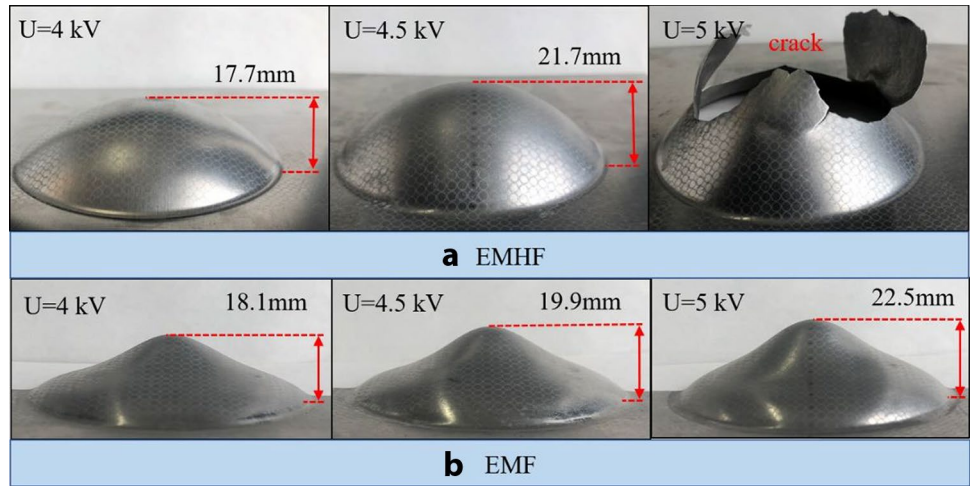 U=4 kV
17.7mm
U=4.5 kV
21.7mm
U=5 kV
crack
a EMHF
U=4 kV
18.1mm
U=4.5 kV
19.9mm
U=5 kV
22.5mm
b EMF